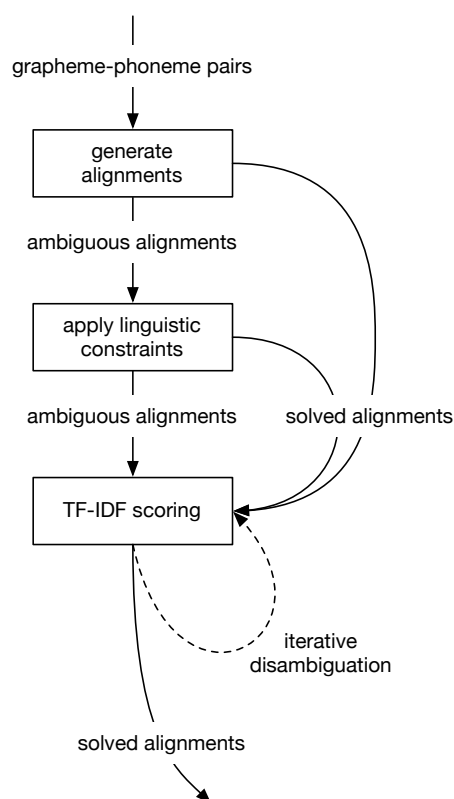 grapheme-phoneme pairs
generate
alignments
ambiguous alignments
apply linguistic
constraints
ambiguous alignments
solved alignments
TF-IDF scoring
iterative
disambiguation
solved alignments